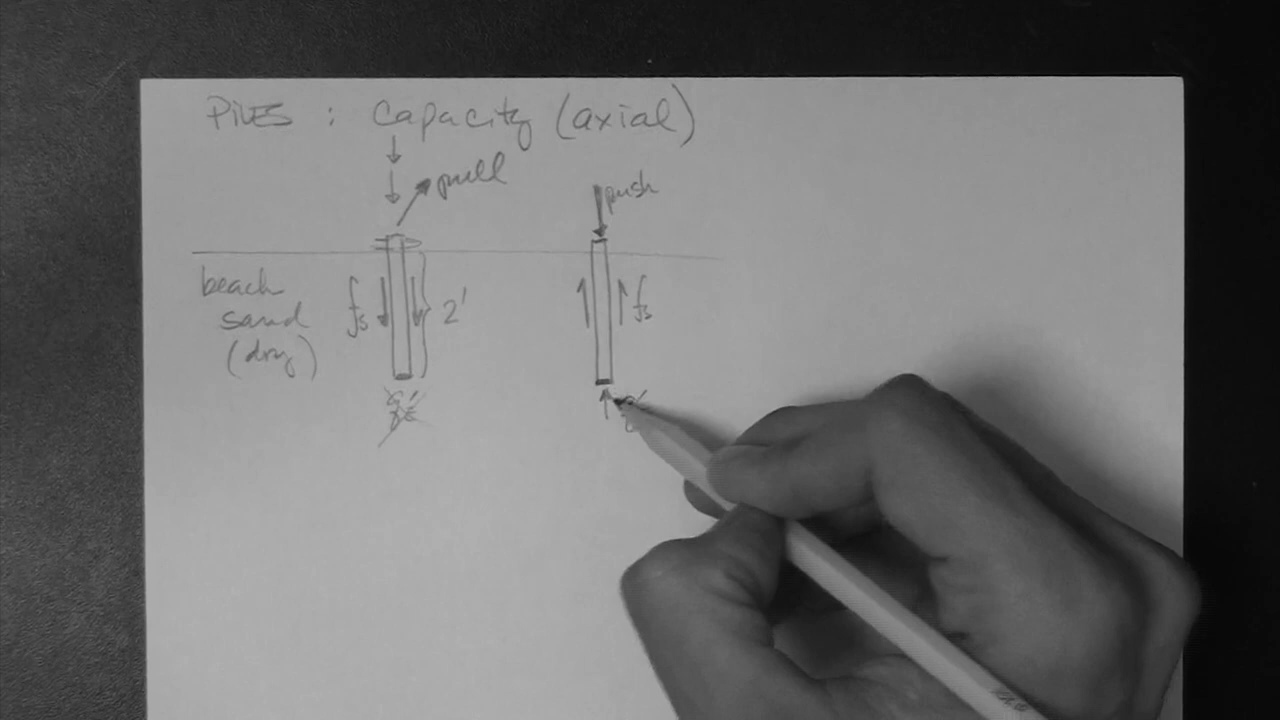 PILES : Capacity (axial)
pull
push
beach
sand
(dry)
fs
2'
fs